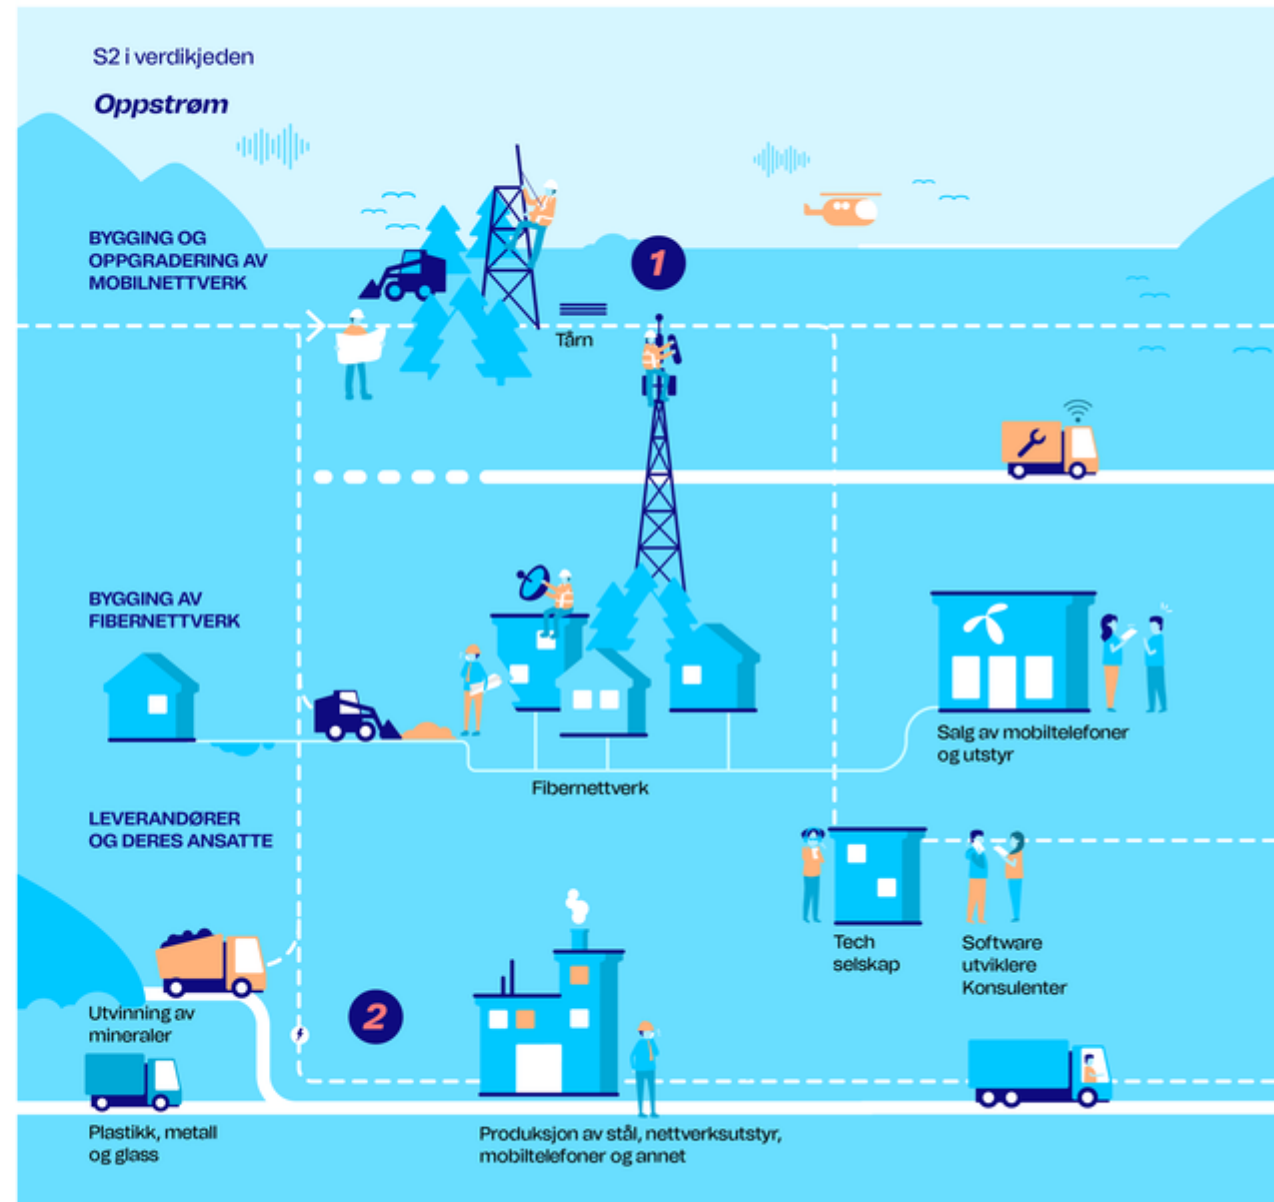 S2 i verdikjeden
Oppstrøm
BYGGING OG
OPPGRADERING AV
MOBILNETTVERK
1
Tårn
BYGGING AV
FIBERNETTVERK
Salg av mobiltelefoner
og utstyr
Fibernettverk
LEVERANDØRER
OG DERES ANSATTE
Tech
selskap
Software
utviklere
Konsulenter
Utvinning av
mineraler
2
Plastikk, metall
og glass
Produksjon av stål, nettverksutstyr,
mobiltelefoner og annet